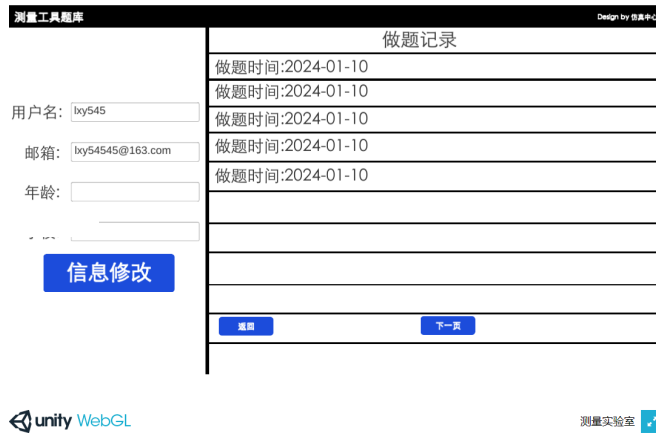 测量工具题库
Design by 仿真中心
做题记录
做题时间:2024-01-10
做题时间:2024-01-10
做题时间:2024-01-10
做题时间:2024-01-10
做题时间:2024-01-10
用户名: lxy545
邮箱: lxy54545@163.com
年龄:
信息修改
返回
下一页
unity WebGL
测量实验室